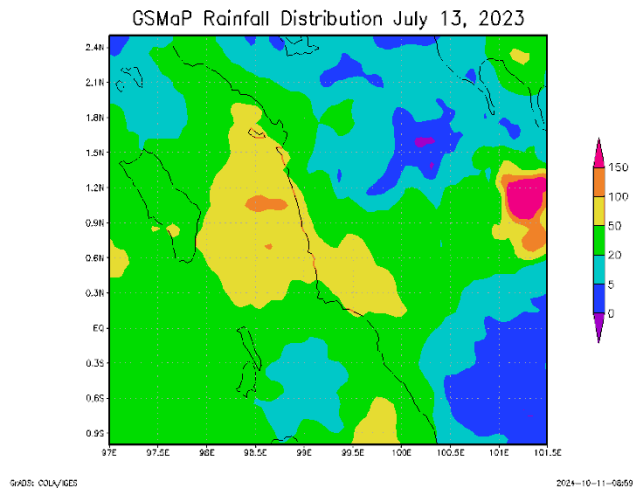 GSMaP Rainfall Distribution July 13, 2023
2.4N
2.1N
1.8N
1.5N
1.2N
0.9N
0.6N
0.3N
EQ
0.3S
0.6S
0.9S
97E 97.5E 98E 98.5E 99E 99.5E 100E 100.5E 101E 101.5E
150
100
50
20
5
0
GrADS: COLA/IGES
2024-10-11-08:59